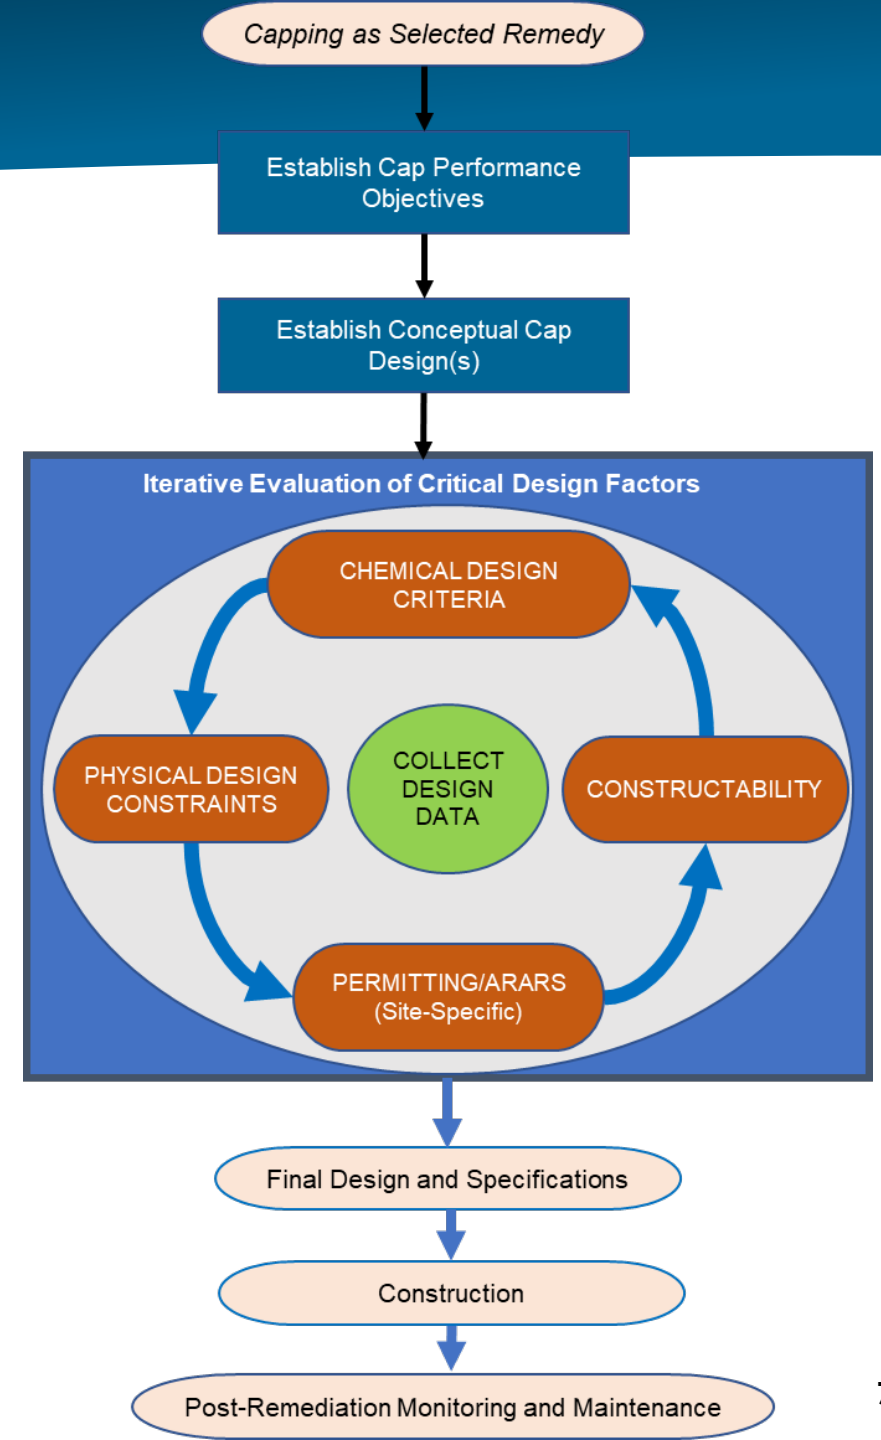 Capping as Selected Remedy
Establish Cap Performance
Objectives
Establish Conceptual Cap
Design(s)
Iterative Evaluation of Critical Design Factors
CHEMICAL DESIGN
CRITERIA
PHYSICAL DESIGN
CONSTRAINTS
COLLECT
DESIGN
DATA
CONSTRUCTABILITY
PERMITTING/ARARS
(Site-Specific)
Final Design and Specifications
Construction
Post-Remediation Monitoring and Maintenance